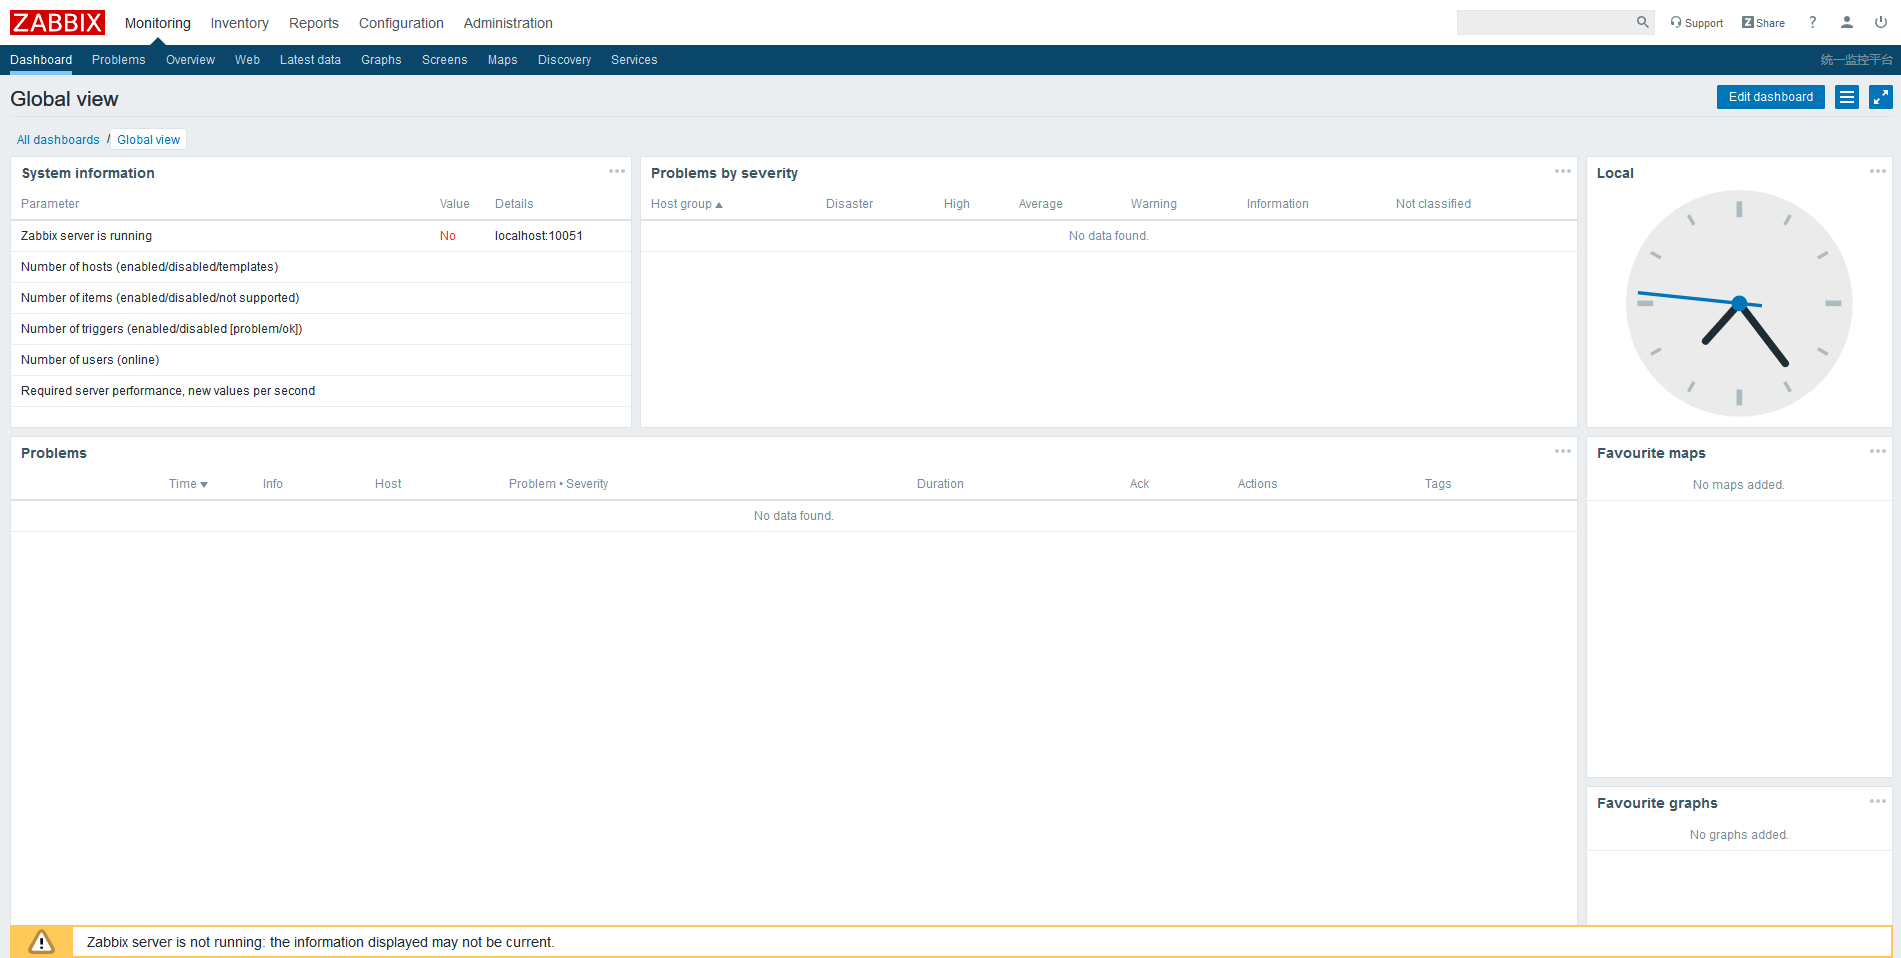 ZABBIX Monitoring Inventory Reports Configuration Administration Support Z Share ?
Dashboard Problems Overview Web Latest data Graphs Screens Maps Discovery Services 统一监控平台
Global view Edit dashboard
All dashboards / Global view
System information
Parameter Value Details
Zabbix server is running No localhost:10051
Number of hosts (enabled/disabled/templates)
Number of items (enabled/disabled/not supported)
Number of triggers (enabled/disabled [problem/ok])
Number of users (online)
Required server performance, new values per second
Problems by severity
Host group Disaster High Average Warning Information Not classified
No data found.
Local
Problems
Time Info Host Problem • Severity Duration Ack Actions Tags
No data found.
Favourite maps
No maps added.
Favourite graphs
No graphs added.
Zabbix server is not running: the information displayed may not be current.